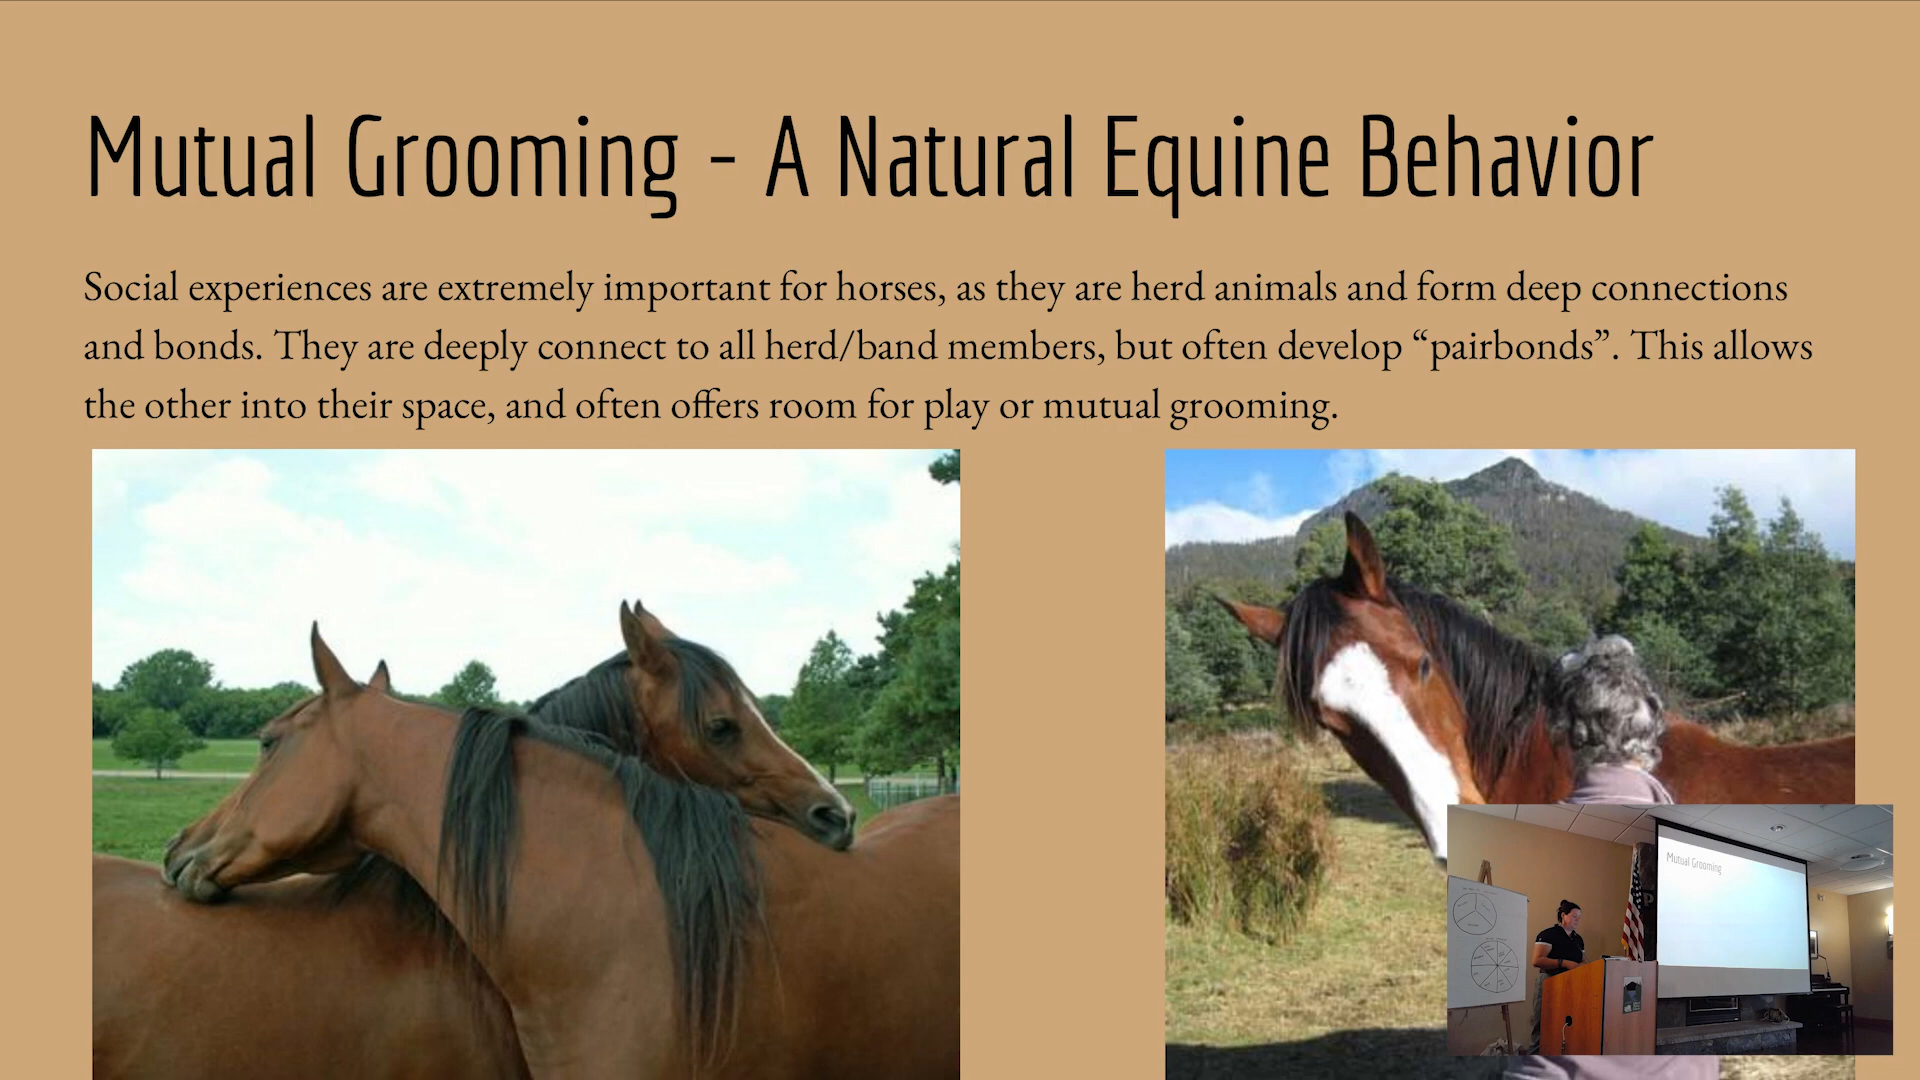 Mutual Grooming - A Natural Equine Behavior
Social experiences are extremely important for horses, as they are herd animals and form deep connections
and bonds. They are deeply connect to all herd/band members, but often develop “pairbonds”. This allows
the other into their space, and often offers room for play or mutual grooming.
Mutual Grooming